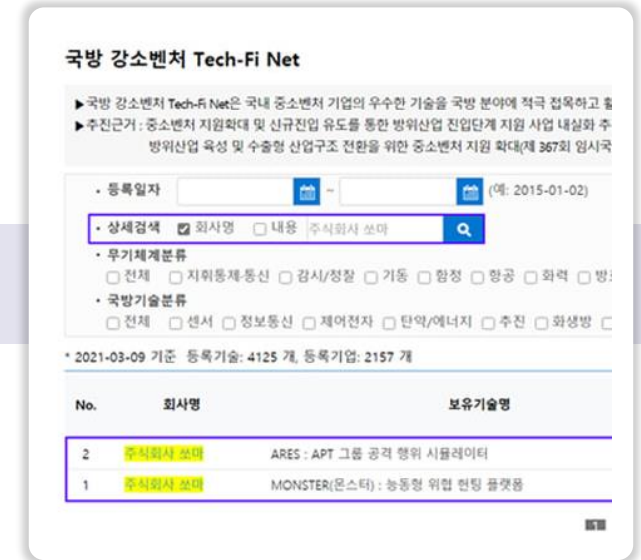 국방 강소벤처 Tech-Fi Net
▶국방 강소벤처 Tech-Fi Net은 국내 중소벤처 기업의 우수한 기술을 국방 분야에 적극 접목하고
▶추진근거 : 중소벤처 지원확대 및 신규진입 유도를 통한 방위산업 진입단계 지원 사업 내실화
방위산업 육성 및 수출형 산업구조 전환을 위한 중소벤처 지원 확대(제 367회 임시국
• 등록일자 ~ (예: 2015-01-02)
• 상세검색 회사명 내용 주식회사 쏘마
• 무기체계분류
전체 지휘통제·통신 감시/정찰 기동 함정 항공 화력
• 국방기술분류
전체 센서 정보통신 제어전자 탄약/에너지 추진 화생방
* 2021-03-09 기준 등록기술: 4125 개, 등록기업: 2157 개
No. 회사명 보유기술명
2 주식회사 쏘마 ARES : APT 그룹 공격 행위 시뮬레이터
1 주식회사 쏘마 MONSTER(몬스터) : 능동형 위협 헌팅 플랫폼
1